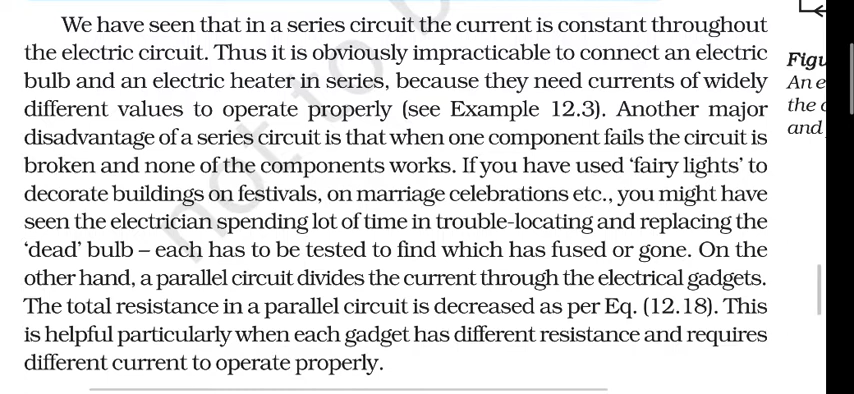 We have seen that in a series circuit the current is constant throughout
the electric circuit. Thus it is obviously impracticable to connect an electric
bulb and an electric heater in series, because they need currents of widely
different values to operate properly (see Example 12.3). Another major
disadvantage of a series circuit is that when one component fails the circuit is
broken and none of the components works. If you have used ‘fairy lights’ to
decorate buildings on festivals, on marriage celebrations etc., you might have
seen the electrician spending lot of time in trouble-locating and replacing the
‘dead’ bulb – each has to be tested to find which has fused or gone. On the
other hand, a parallel circuit divides the current through the electrical gadgets.
The total resistance in a parallel circuit is decreased as per Eq. (12.18). This
is helpful particularly when each gadget has different resistance and requires
different current to operate properly.
Figu
An e
the
and
not to b